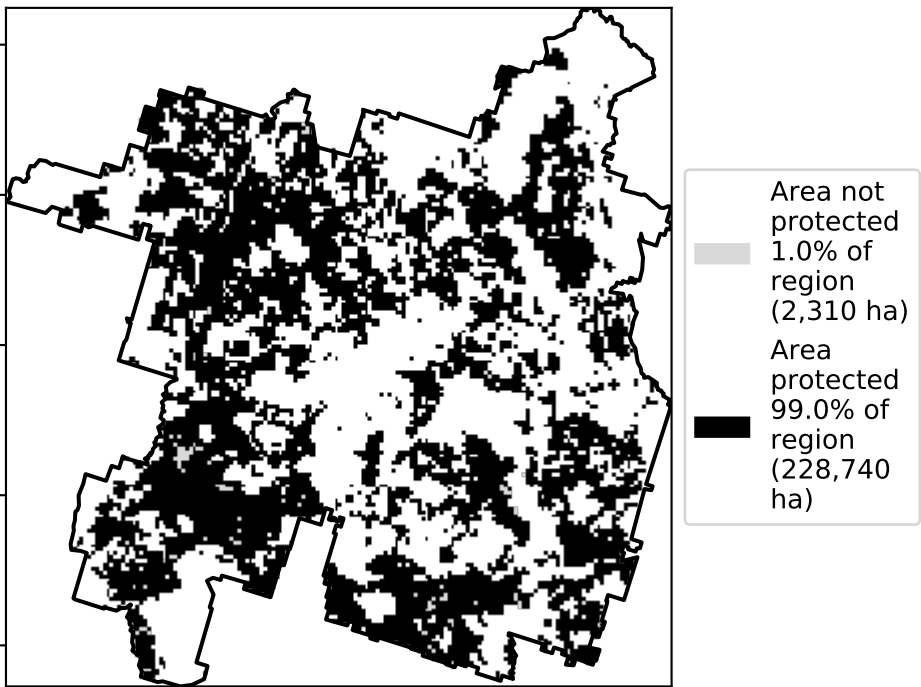 Area not
protected
1.0% of
region
(2,310 ha)
Area
protected
99.0% of
region
(228,740
ha)